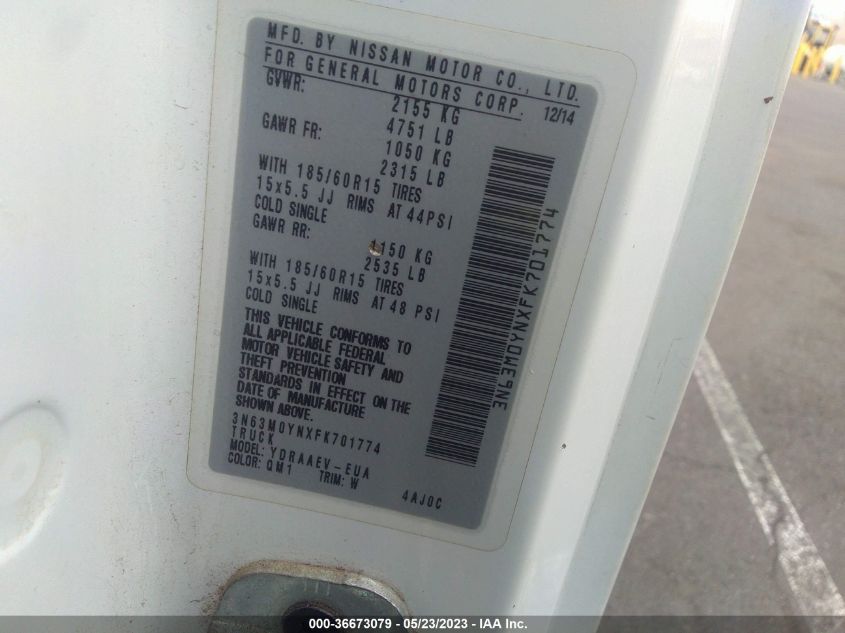 MFD. BY NISSAN MOTOR CO., LTD.
FOR GENERAL MOTORS CORP. 12/14
GVWR: 2155 KG
4751 LB
GAWR FR: 1050 KG
2315 LB
WITH 185/60R15 TIRES
15x5.5 JJ RIMS AT 44PSI
COLD SINGLE
GAWR RR: 1150 KG
2535 LB
WITH 185/60R15 TIRES
15x5.5 JJ RIMS AT 48 PSI
COLD SINGLE
THIS VEHICLE CONFORMS TO
ALL APPLICABLE FEDERAL
MOTOR VEHICLE SAFETY AND
THEFT PREVENTION
STANDARDS IN EFFECT ON THE
DATE OF MANUFACTURE
SHOWN ABOVE.
3N63M0YNXFK701774
TRUCK
MODEL: YDRAAEV-EUA
COLOR: QM1 TRIM: W
4AJ0C
3N63M0YNXFK701774
000-36673079 - 05/23/2023 - IAA Inc.